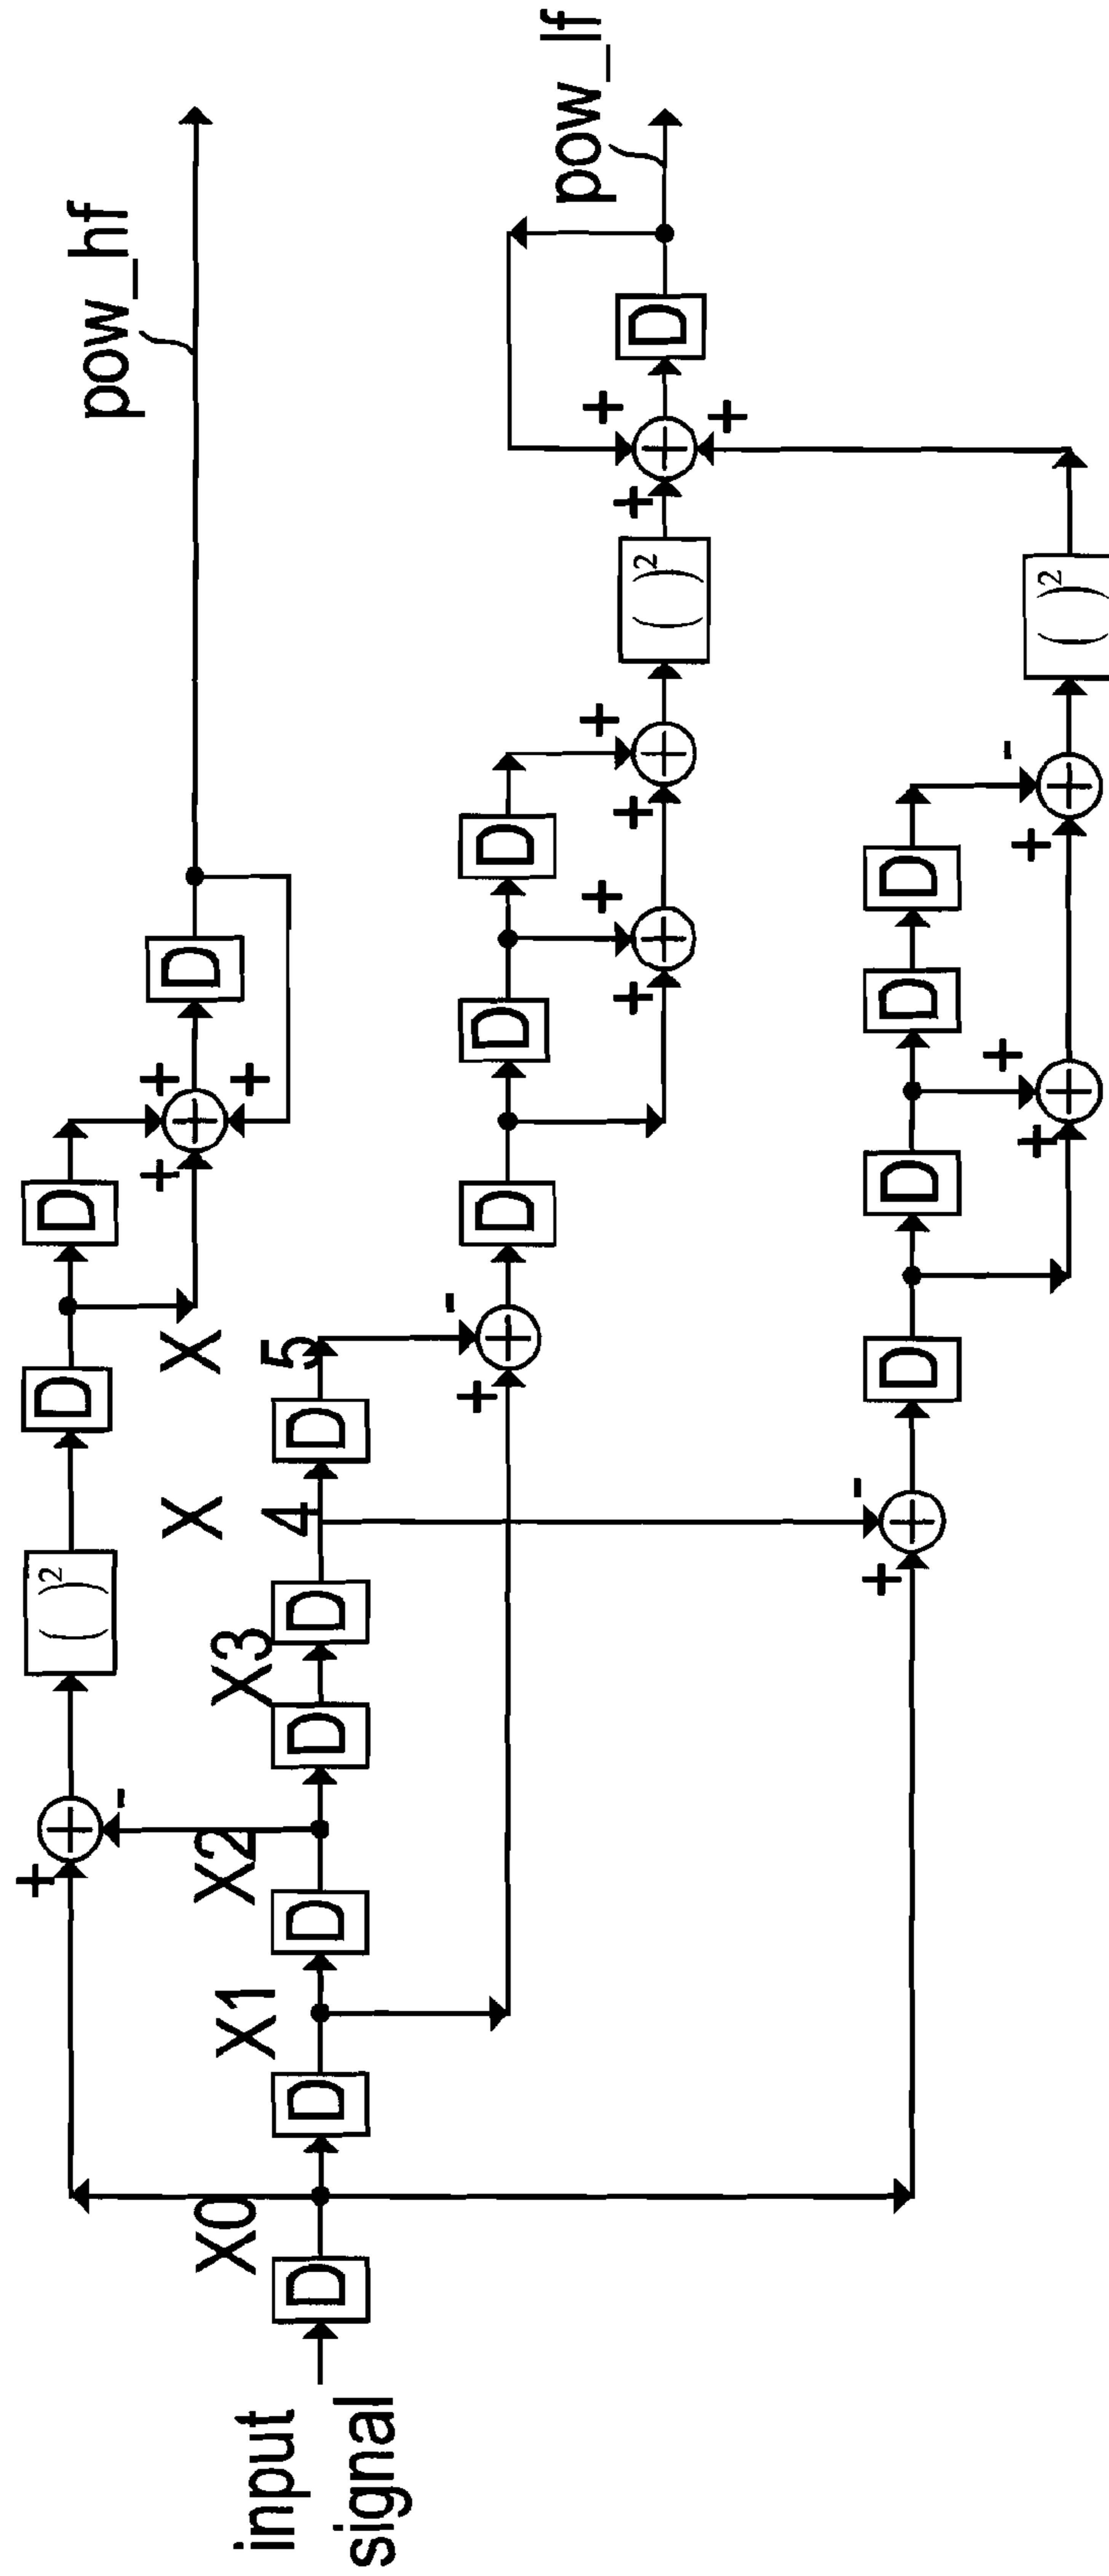 pow_hf
+
( )2 D D
-
+ + D
+
X0 X1 X2 X3 X 4 X 5
input
signal
D D D D D D
-
+
D D D
pow_lf
+ + + + + +
( )2 D
+
-
+
D D D D
+ -
+ +
( )2